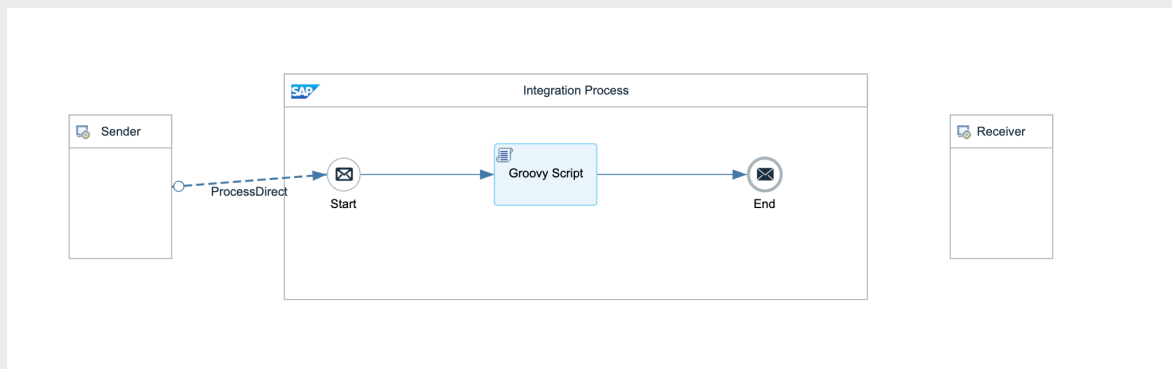 SAP
Integration Process
Sender
Receiver
Groovy Script
ProcessDirect
Start
End